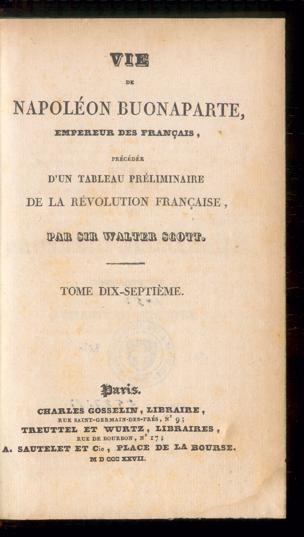 VIE
DE
NAPOLÉON BUONAPARTE,
EMPEREUR DES FRANÇAIS,
PRÉCÉDÉE
D'UN TABLEAU PRÉLIMINAIRE
DE LA RÉVOLUTION FRANÇAISE,
PAR SIR WALTER SCOTT.
TOME DIX-SEPTIÈME.
Paris.
CHARLES GOSSELIN, LIBRAIRE,
RUE SAINT-GERMAIN-DES-PRÉS, N° 9;
TREUTTEL ET WURTZ, LIBRAIRES,
RUE DE BOURBON, N° 17;
A. SAUTELET ET Cie, PLACE DE LA BOURSE.
M D CCC XXVII.